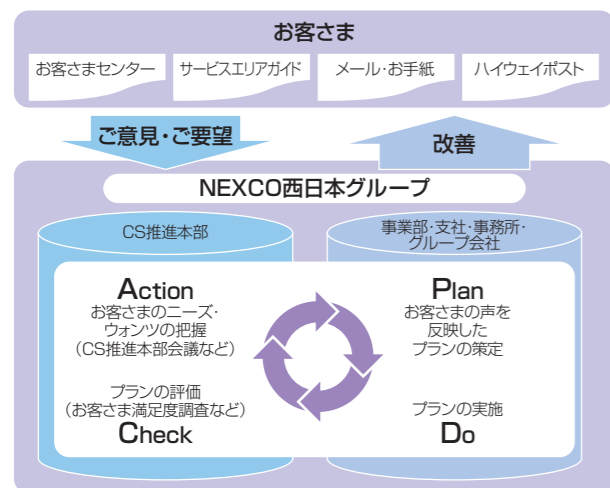 お客さま
お客さまセンター
サービスエリアガイド
メール・お手紙
ハイウェイポスト
ご意見・ご要望
改善
NEXCO西日本グループ
CS推進本部
事業部・支社・事務所・
グループ会社
Action
お客さまのニーズ・
ウォンツの把握
（CS推進本部会議など）
Plan
お客さまの声を
反映した
プランの策定
プランの評価
（お客さま満足度調査など）
Check
プランの実施
Do